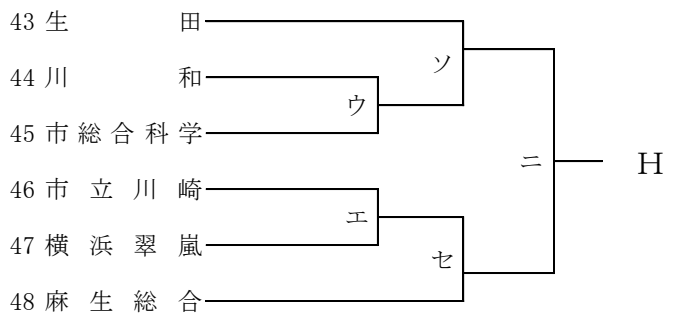 43 生田
ソ
44 川和
ウ
45 市総合科学
ニ H
46 市立川崎
エ
47 横浜翠嵐
セ
48 麻生総合